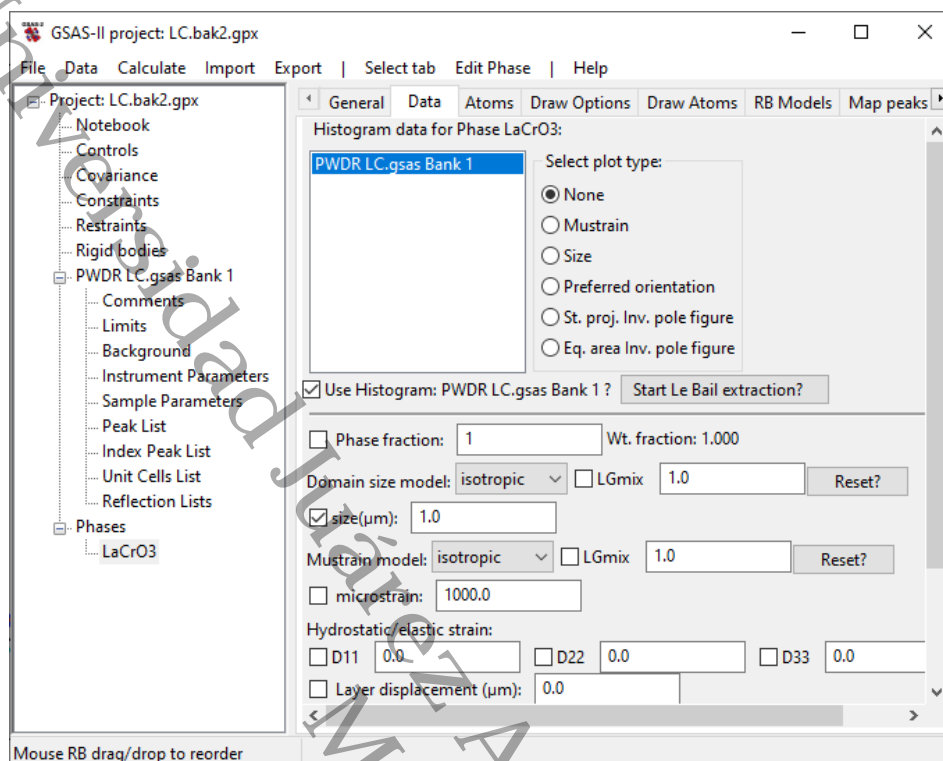 GSAS-II project: LC.bak2.gpx
File Data Calculate Import Export | Select tab Edit Phase | Help
Project: LC.bak2.gpx
Notebook
Controls
Covariance
Constraints
Restraints
Rigid bodies
PWDR LC.gsas Bank 1
Comments
Limits
Background
Instrument Parameters
Sample Parameters
Peak List
Index Peak List
Unit Cells List
Reflection Lists
Phases
LaCrO3
General Data Atoms Draw Options Draw Atoms RB Models Map peaks
Histogram data for Phase LaCrO3:
PWDR LC.gsas Bank 1
Select plot type:
None
Mustrain
Size
Preferred orientation
St. proj. Inv. pole figure
Eq. area Inv. pole figure
Use Histogram: PWDR LC.gsas Bank 1 ? Start Le Bail extraction?
Phase fraction: 1 Wt. fraction: 1.000
Domain size model: isotropic LGmix 1.0 Reset?
size(µm): 1.0
Mustrain model: isotropic LGmix 1.0 Reset?
microstrain: 1000.0
Hydrostatic/elastic strain:
D11 0.0 D22 0.0 D33 0.0
Layer displacement (µm): 0.0
Mouse RB drag/drop to reorder
Universidad Juárez A
M